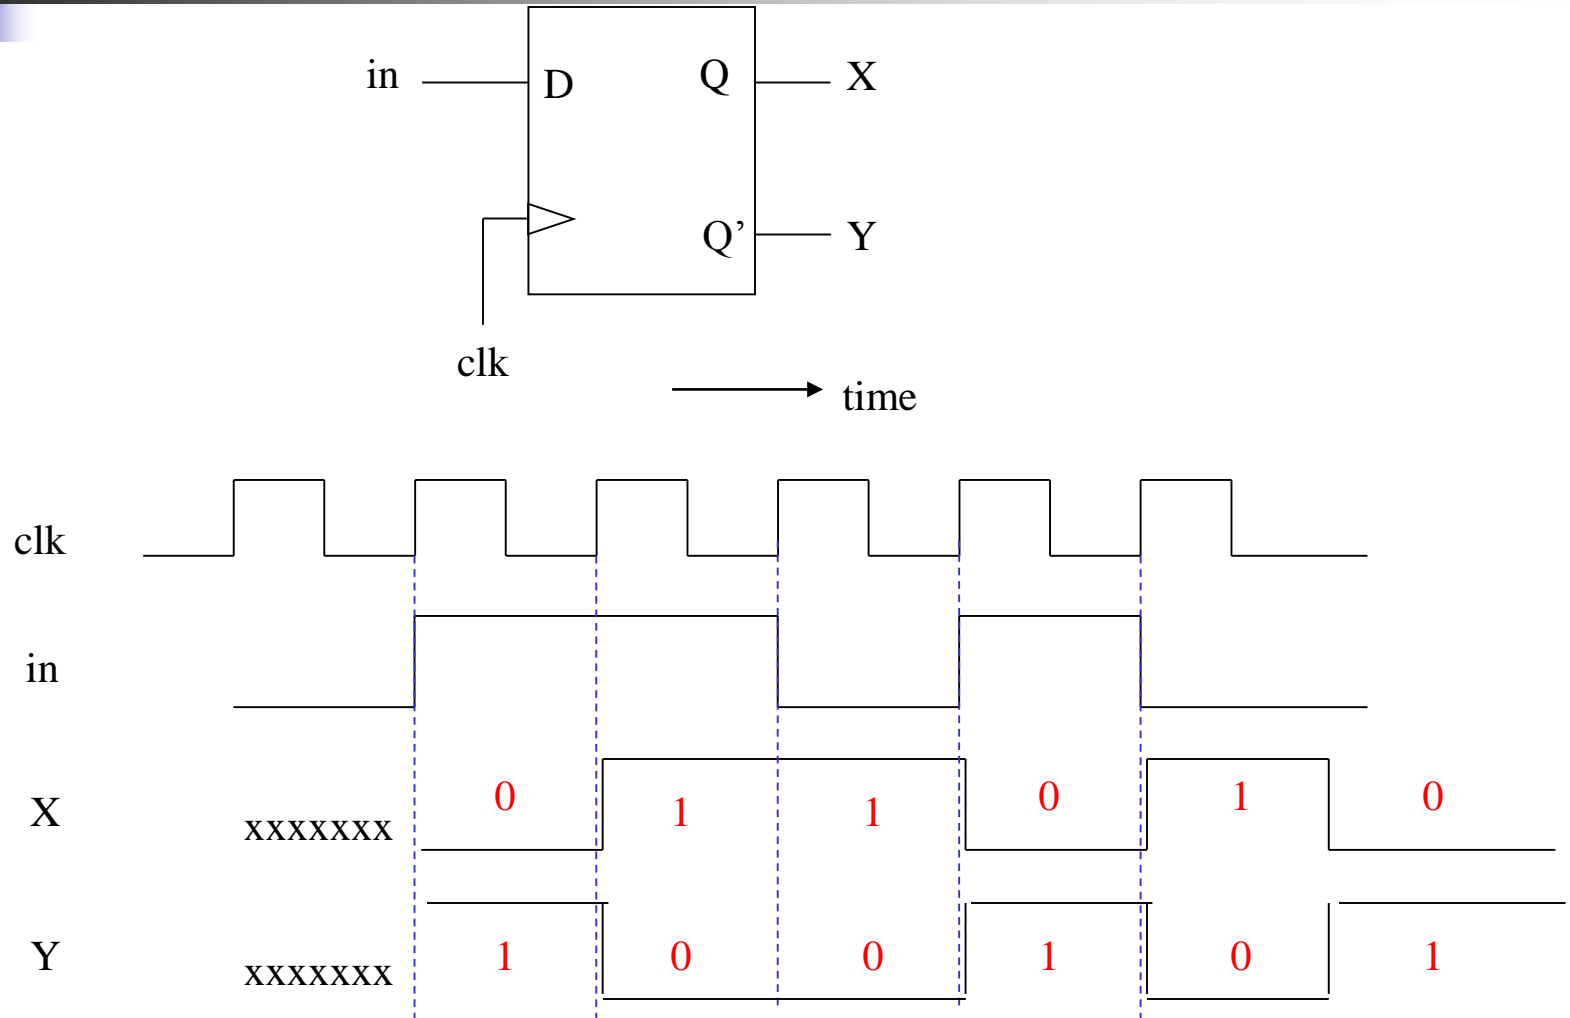 in D Q X
Q’ Y
clk
time
clk
in
X xxxxxxx 0 1 1 0 1 0
Y xxxxxxx 1 0 0 1 0 1